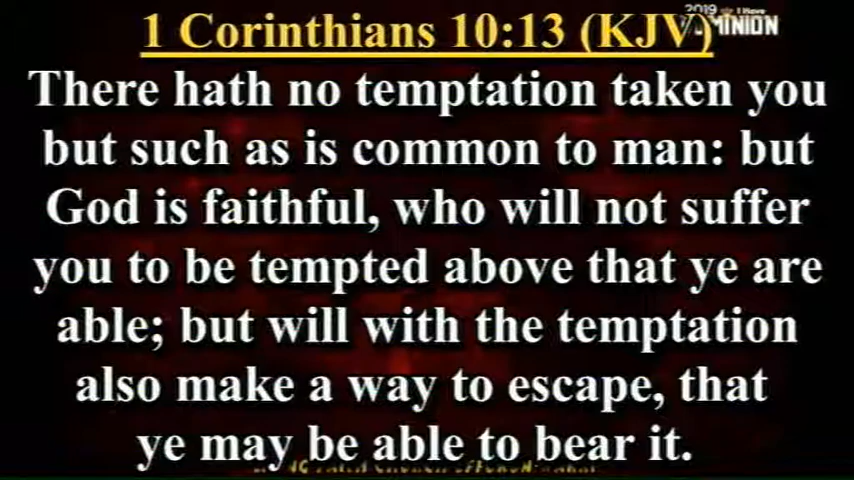 2019 I Have
1 Corinthians 10:13 (KJV)
There hath no temptation taken you
but such as is common to man: but
God is faithful, who will not suffer
you to be tempted above that ye are
able; but will with the temptation
also make a way to escape, that
ye may be able to bear it.